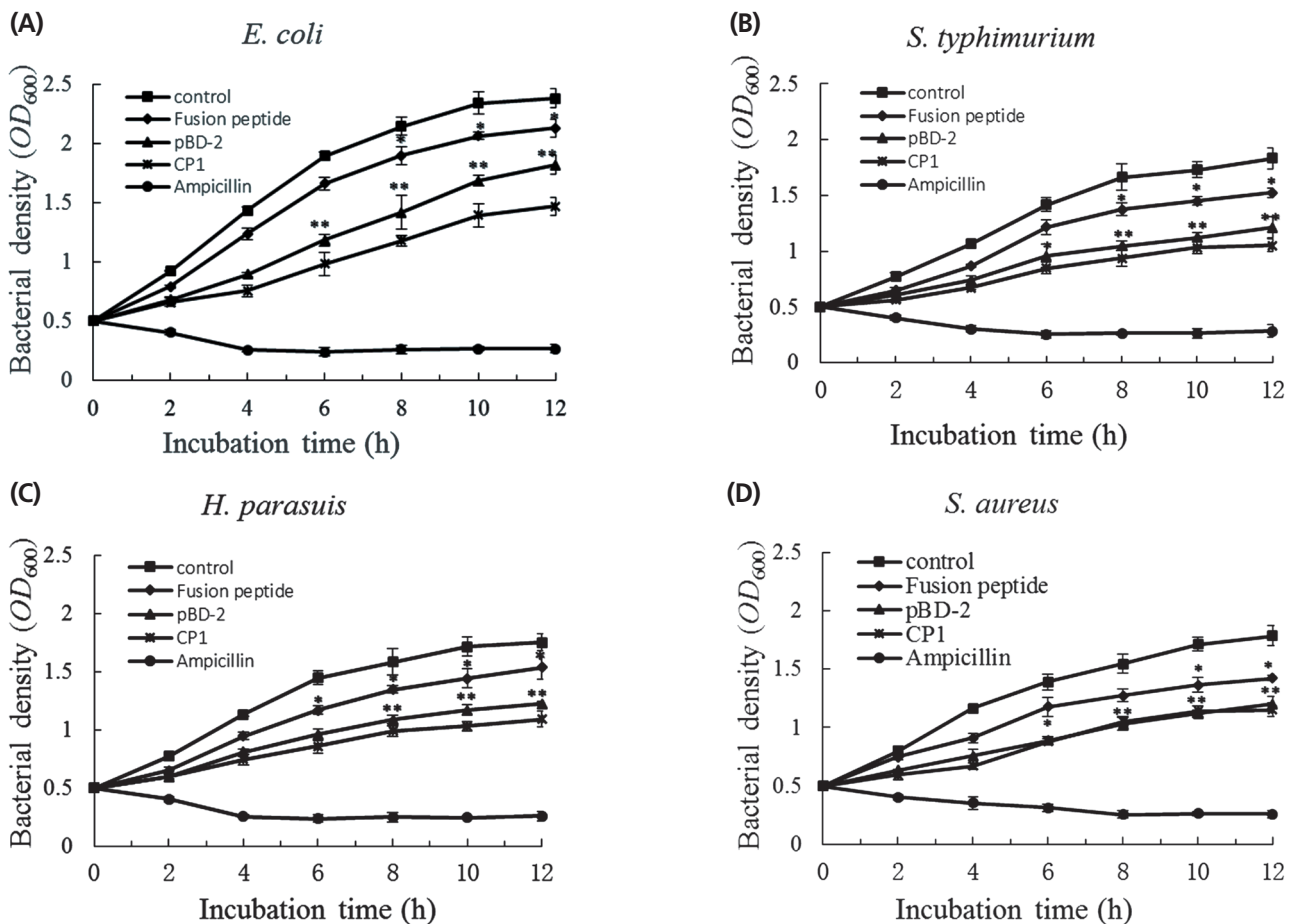 (A)
E. coli
Bacterial density (OD600)
2.5
2
1.5
1
0.5
0
control
Fusion peptide
pBD-2
CP1
Ampicillin
*
*
*
**
**
**
**
0 2 4 6 8 10 12
Incubation time (h)
(B)
S. typhimurium
Bacterial density (OD600)
2.5
2
1.5
1
0.5
0
control
Fusion peptide
pBD-2
CP1
Ampicillin
*
*
*
*
**
**
**
0 2 4 6 8 10 12
Incubation time (h)
(C)
H. parasuis
Bacterial density (OD600)
2.5
2
1.5
1
0.5
0
control
Fusion peptide
pBD-2
CP1
Ampicillin
*
*
*
*
**
**
**
0 2 4 6 8 10 12
Incubation time (h)
(D)
S. aureus
Bacterial density (OD600)
2.5
2
1.5
1
0.5
0
control
Fusion peptide
pBD-2
CP1
Ampicillin
*
*
*
**
**
**
0 2 4 6 8 10 12
Incubation time (h)